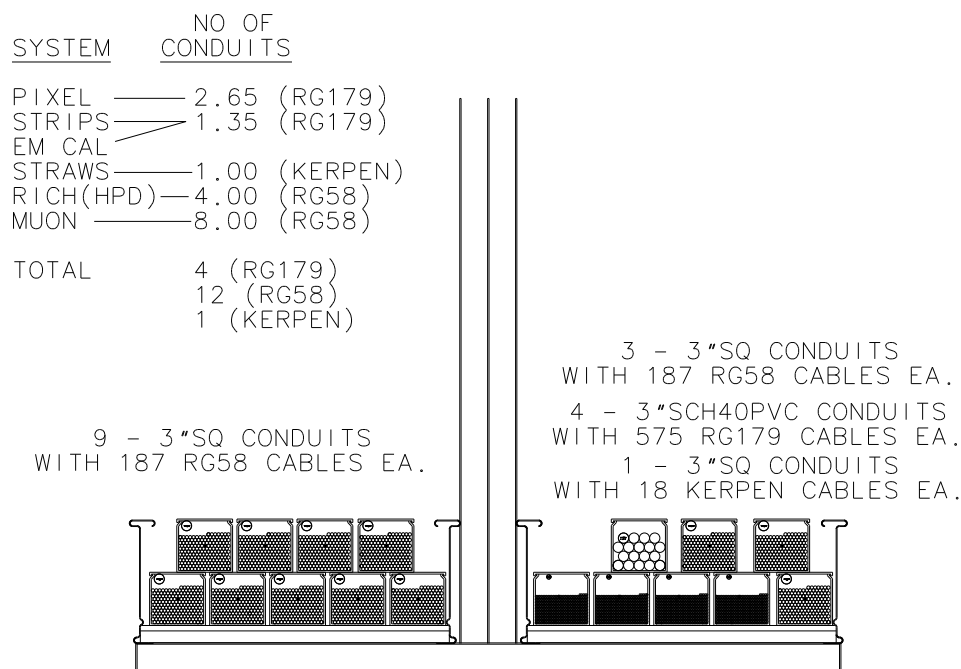 SYSTEM NO OF CONDUITS
PIXEL 2.65 (RG179)
STRIPS 1.35 (RG179)
EM CAL
STRAWS 1.00 (KERPEN)
RICH(HPD) 4.00 (RG58)
MUON 8.00 (RG58)
TOTAL 4 (RG179)
12 (RG58)
1 (KERPEN)
9 - 3"SQ CONDUITS
WITH 187 RG58 CABLES EA.
3 - 3"SQ CONDUITS
WITH 187 RG58 CABLES EA.
4 - 3"SCH40PVC CONDUITS
WITH 575 RG179 CABLES EA.
1 - 3"SQ CONDUITS
WITH 18 KERPEN CABLES EA.